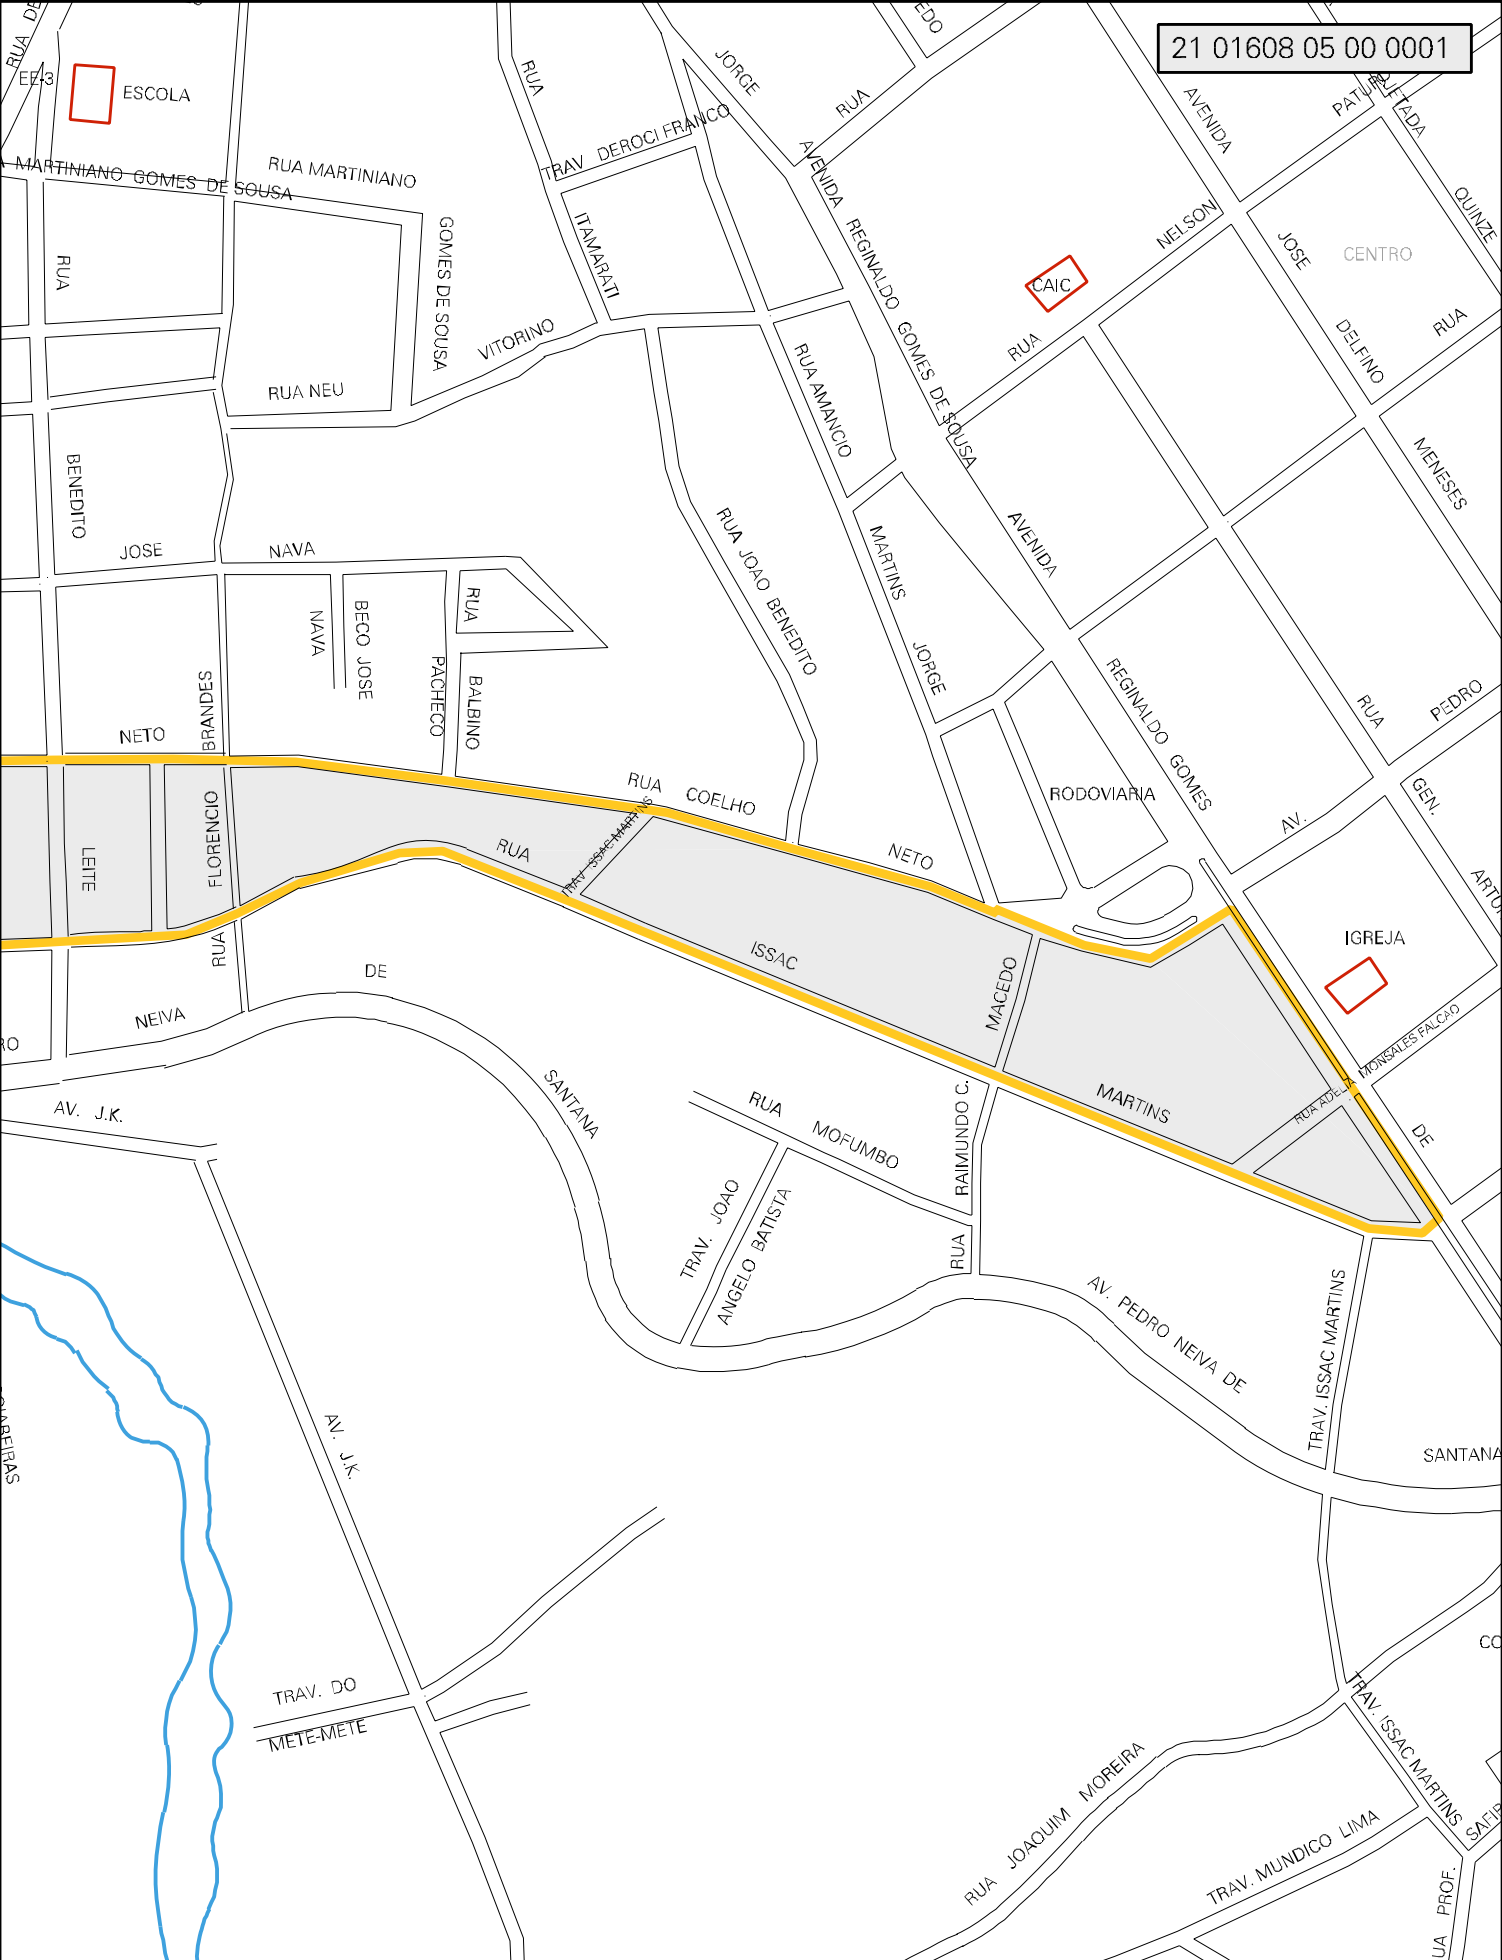 21 01608 05 00 0001
RUA
EE-3
ESCOLA
RUA
JORGE
RUA
AVENIDA
TRAV DEROCI FRANCO
MARTINIANO GOMES DE SOUSA
RUA MARTINIANO
AVENIDA
QUINZE
GOMES DE SOUSA
ITAMARATI
REGINALDO GOMES DE SOUSA
NELSON
JOSE
CENTRO
RUA
CAIC
VITORINO
RUA
DELFINO
RUA
RUA NEU
RUA AMANCIO
BENEDITO
MENESES
JOSE
NAVA
RUA JOAO BENEDITO
MARTINS
AVENIDA
NAVA
BECO JOSE
RUA
JORGE
BRANDES
PACHECO
BALBINO
REGINALDO GOMES
RUA
PEDRO
NETO
RUA COELHO
RODOVIARIA
AV.
GEN.
LEITE
FLORENCIO
RUA
TRAV ISSAC MARTINS
NETO
RUA
ISSAC
MACEDO
IGREJA
DE
NEIVA
RUA ADELIA MONSALES FALCAO
AV. J.K.
SANTANA
RUA
MOFUMBO
RAIMUNDO C.
MARTINS
DE
TRAV. JOAO
ANGELO BATISTA
RUA
AV. PEDRO NEIVA DE
TRAV. ISSAC MARTINS
AV. J.K.
SANTANA
TRAV. DO
METE-METE
TRAV. ISSAC MARTINS
RUA JOAQUIM MOREIRA
TRAV. MUNDICO LIMA
PROF.